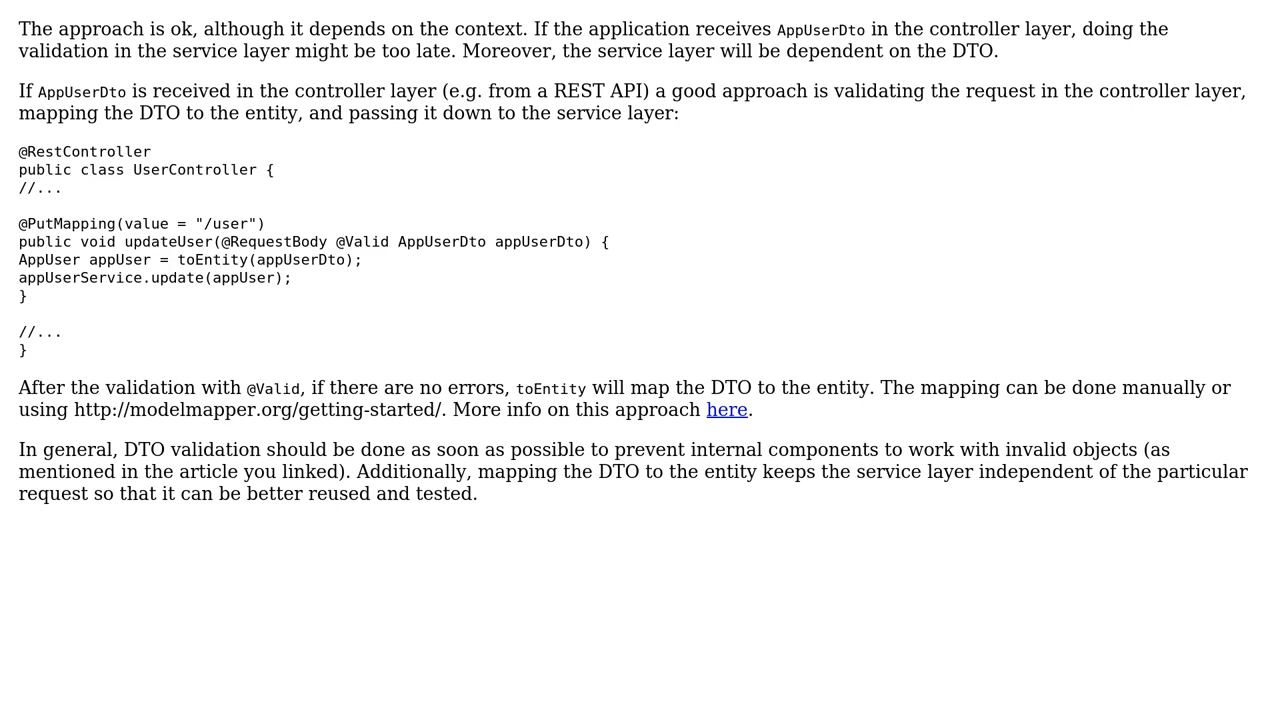 The approach is ok, although it depends on the context. If the application receives AppUserDto in the controller layer, doing the
validation in the service layer might be too late. Moreover, the service layer will be dependent on the DTO.
If AppUserDto is received in the controller layer (e.g. from a REST API) a good approach is validating the request in the controller layer,
mapping the DTO to the entity, and passing it down to the service layer:
@RestController
public class UserController {
//...
@PutMapping(value = "/user")
public void updateUser(@RequestBody @Valid AppUserDto appUserDto) {
AppUser appUser = toEntity(appUserDto);
appUserService.update(appUser);
}
//...
}
After the validation with @Valid, if there are no errors, toEntity will map the DTO to the entity. The mapping can be done manually or
using http://modelmapper.org/getting-started/. More info on this approach here.
In general, DTO validation should be done as soon as possible to prevent internal components to work with invalid objects (as
mentioned in the article you linked). Additionally, mapping the DTO to the entity keeps the service layer independent of the particular
request so that it can be better reused and tested.